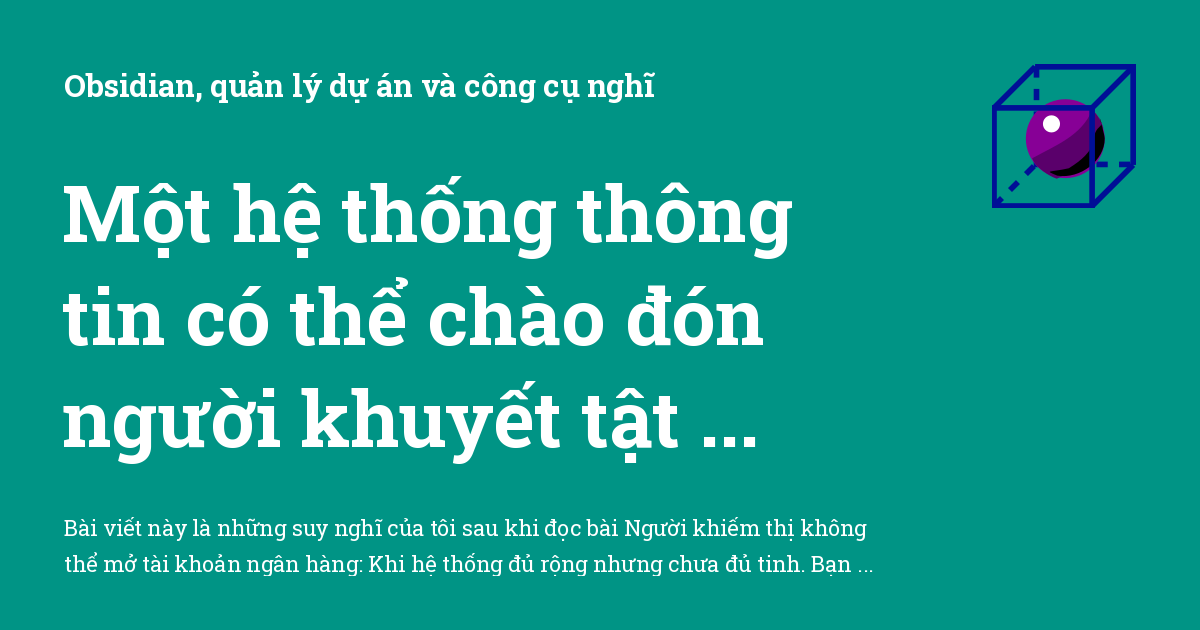 Obsidian, quản lý dự án và công cụ nghĩ
Một hệ thống thông
tin có thể chào đón
người khuyết tật ...
Bài viết này là những suy nghĩ của tôi sau khi đọc bài Người khiếm thị không
thể mở tài khoản ngân hàng: Khi hệ thống đủ rộng nhưng chưa đủ tinh. Bạn ...